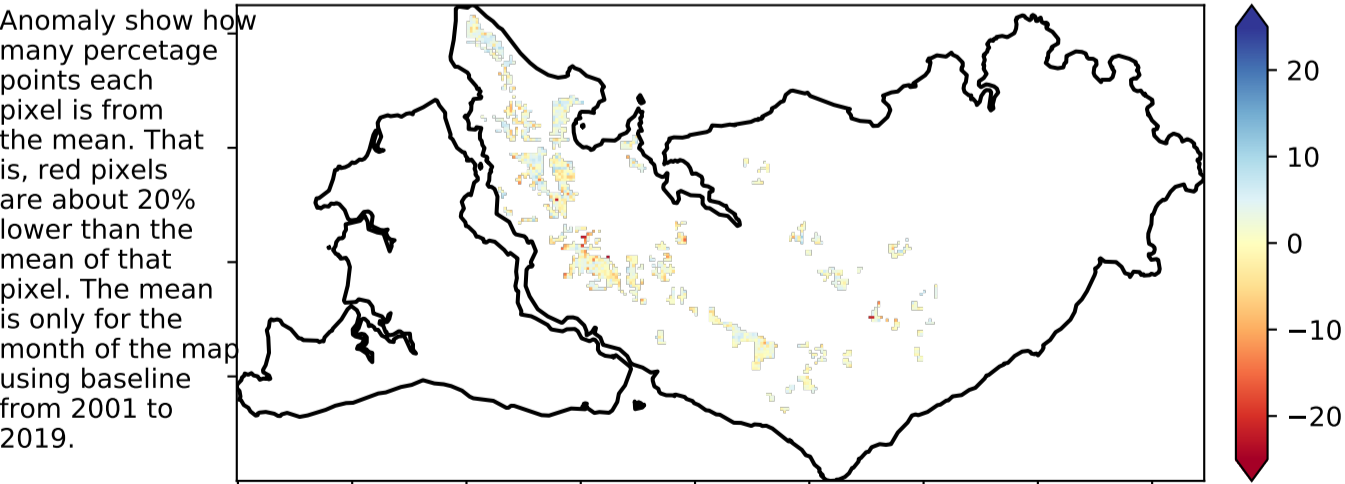 Anomaly show how
many percetage
points each
pixel is from
the mean. That
is, red pixels
are about 20%
lower than the
mean of that
pixel. The mean
is only for the
month of the map
using baseline
from 2001 to
2019.
20
10
0
−10
−20